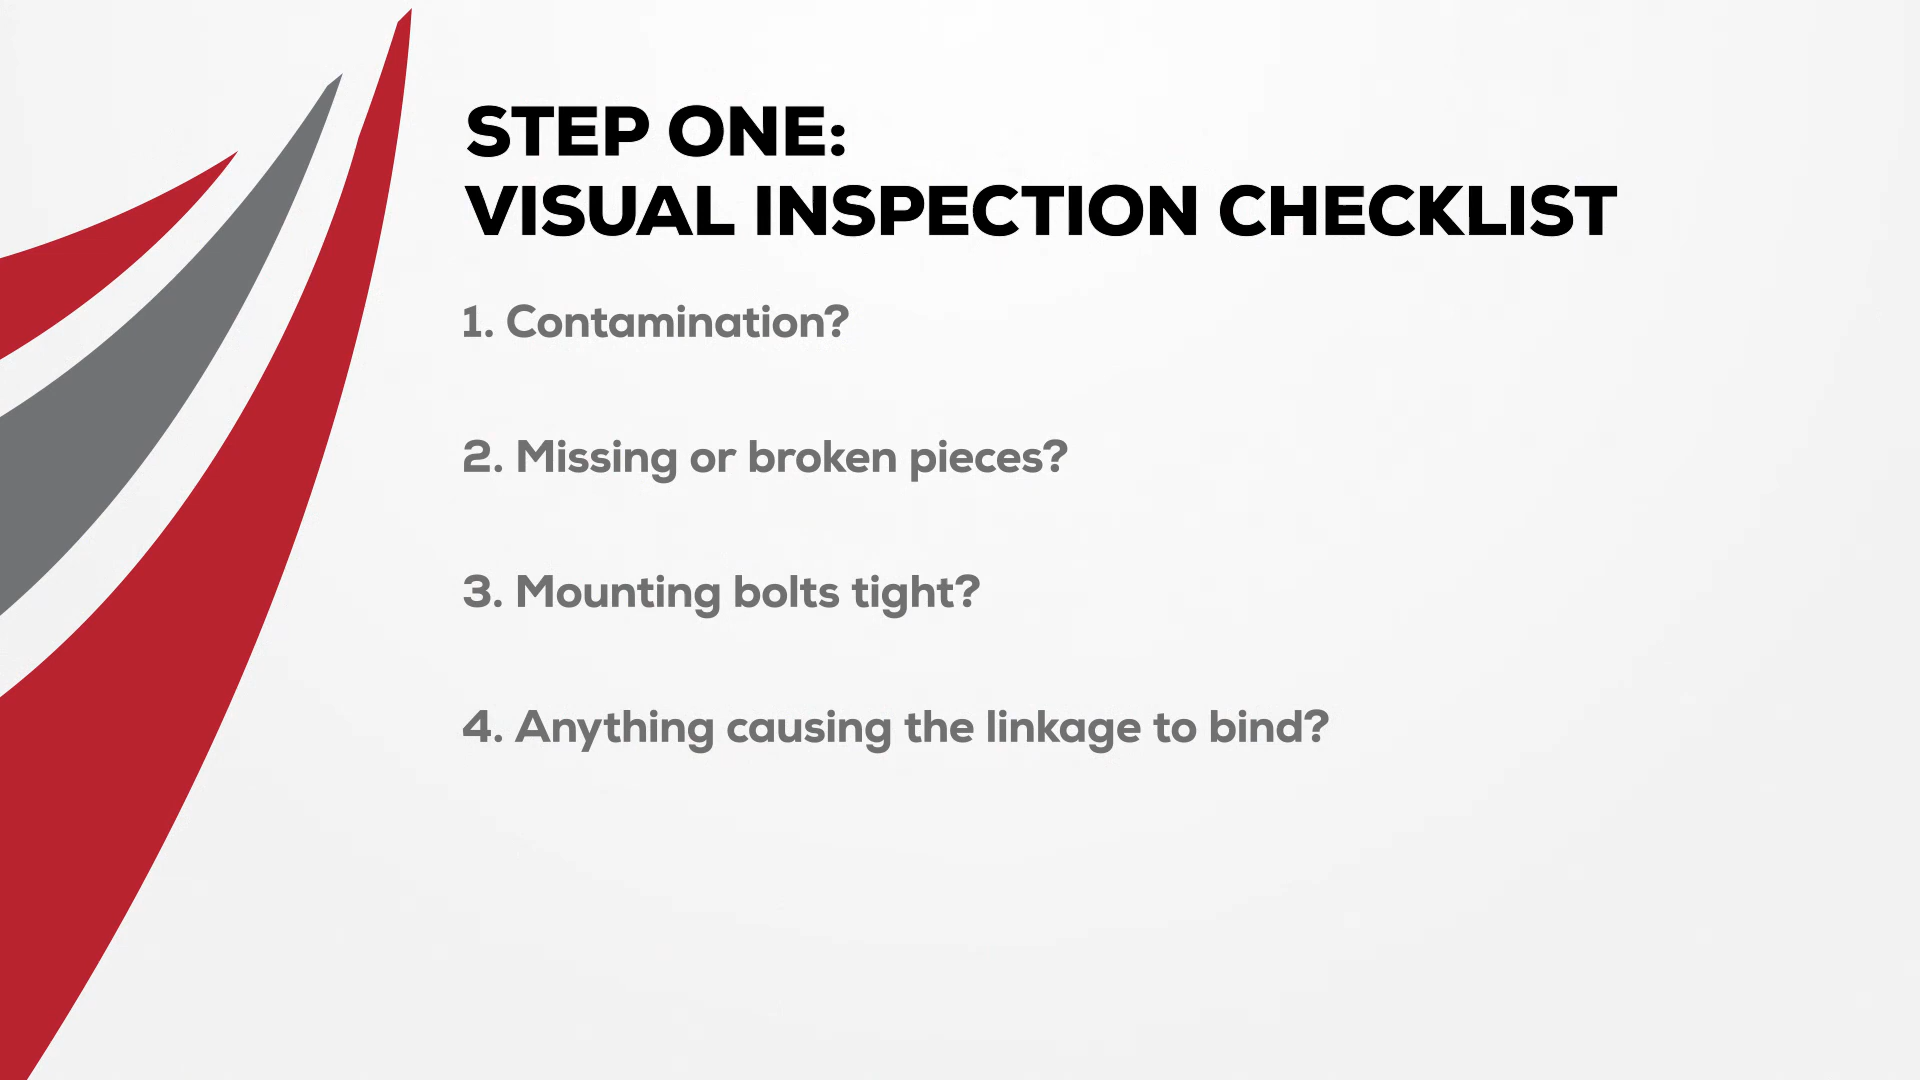 STEP ONE:
VISUAL INSPECTION CHECKLIST
1. Contamination?
2. Missing or broken pieces?
3. Mounting bolts tight?
4. Anything causing the linkage to bind?